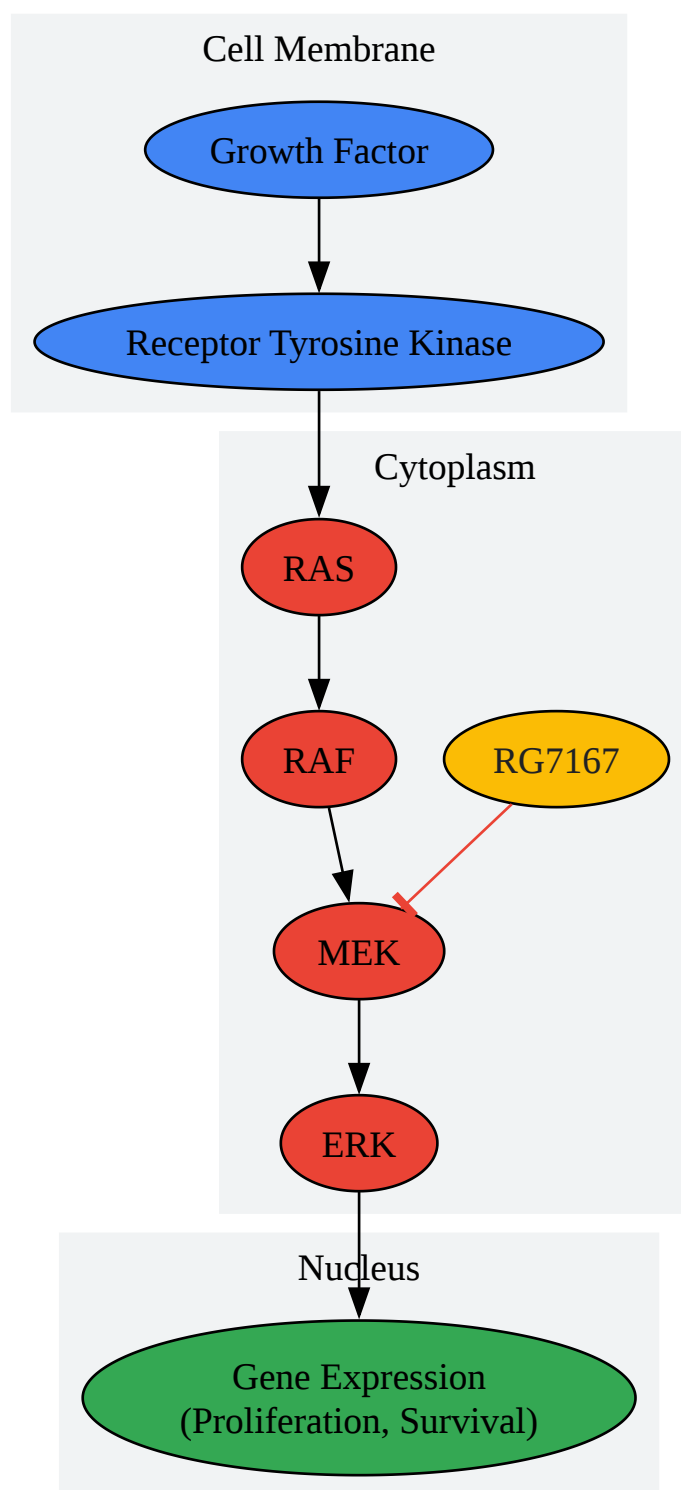 Cell Membrane
Growth Factor
Receptor Tyrosine Kinase
Cytoplasm
RAS
RAF
RG7167
MEK
ERK
Nucleus
Gene Expression
(Proliferation, Survival)